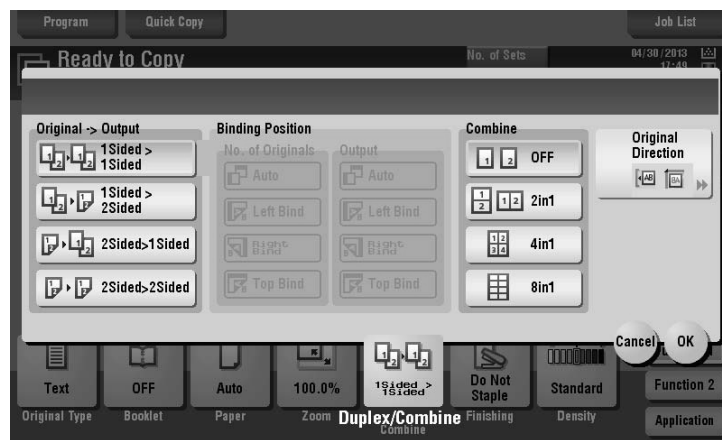 Program
Quick Copy
Job List
Ready to Copy
No. of Sets
04/30/2013
17:49
Original -> Output
Binding Position
Combine
1Sided >
1Sided
No. of Originals
Output
1 2 OFF
Original
Direction
Auto
Auto
1Sided >
2Sided
Left Bind
Left Bind
2in1
2Sided>1Sided
Right
Bind
Right
Bind
4in1
2Sided>2Sided
Top Bind
Top Bind
8in1
Cancel
OK
Text
OFF
Auto
100.0%
1Sided >
1Sided
Do Not
Staple
Standard
Function 2
Original Type
Booklet
Paper
Zoom
Duplex/Combine
Combine
Finishing
Density
Application